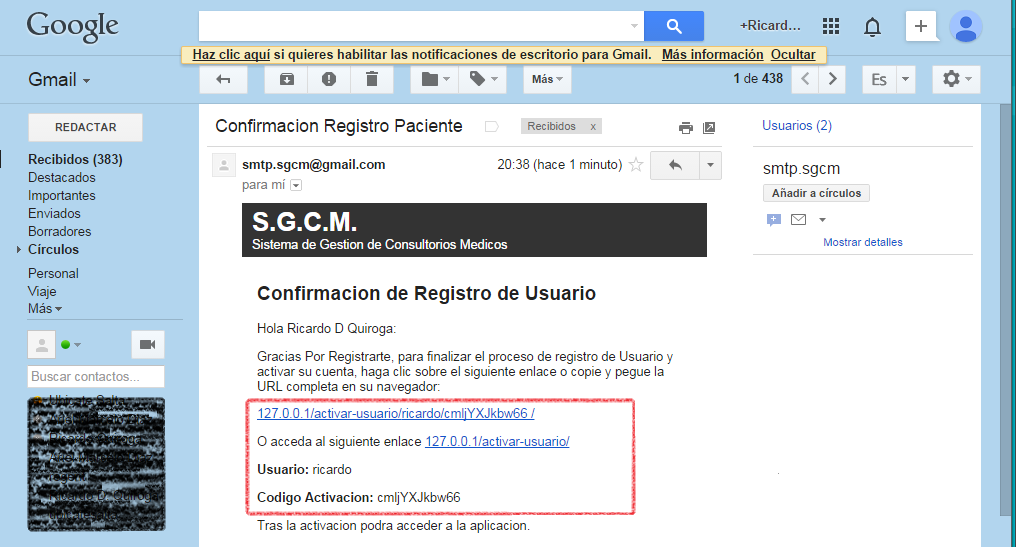 Google
+Ricard...
Haz clic aquí si quieres habilitar las notificaciones de escritorio para Gmail. Más información Ocultar
Gmail
Más
1 de 438
Es
REDACTAR
Recibidos (383)
Destacados
Importantes
Enviados
Borradores
Círculos
Personal
Viaje
Más
Buscar contactos...
Confirmacion Registro Paciente
Recibidos x
smtp.sgcm@gmail.com
20:38 (hace 1 minuto)
para mí
S.G.C.M.
Sistema de Gestion de Consultorios Medicos
Confirmacion de Registro de Usuario
Hola Ricardo D Quiroga:
Gracias Por Registrarte, para finalizar el proceso de registro de Usuario y
activar su cuenta, haga clic sobre el siguiente enlace o copie y pegue la
URL completa en su navegador:
127.0.0.1/activar-usuario/ricardo/cmljYXJkbw66 /
O acceda al siguiente enlace 127.0.0.1/activar-usuario/
Usuario: ricardo
Codigo Activacion: cmljYXJkbw66
Tras la activacion podra acceder a la aplicacion.
Usuarios (2)
smtp.sgcm
Añadir a círculos
Mostrar detalles